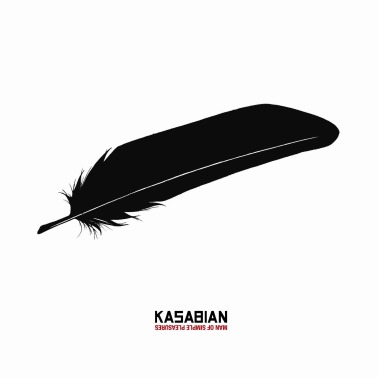 KASABIAN
MAN OF SIMPLE PLEASURES